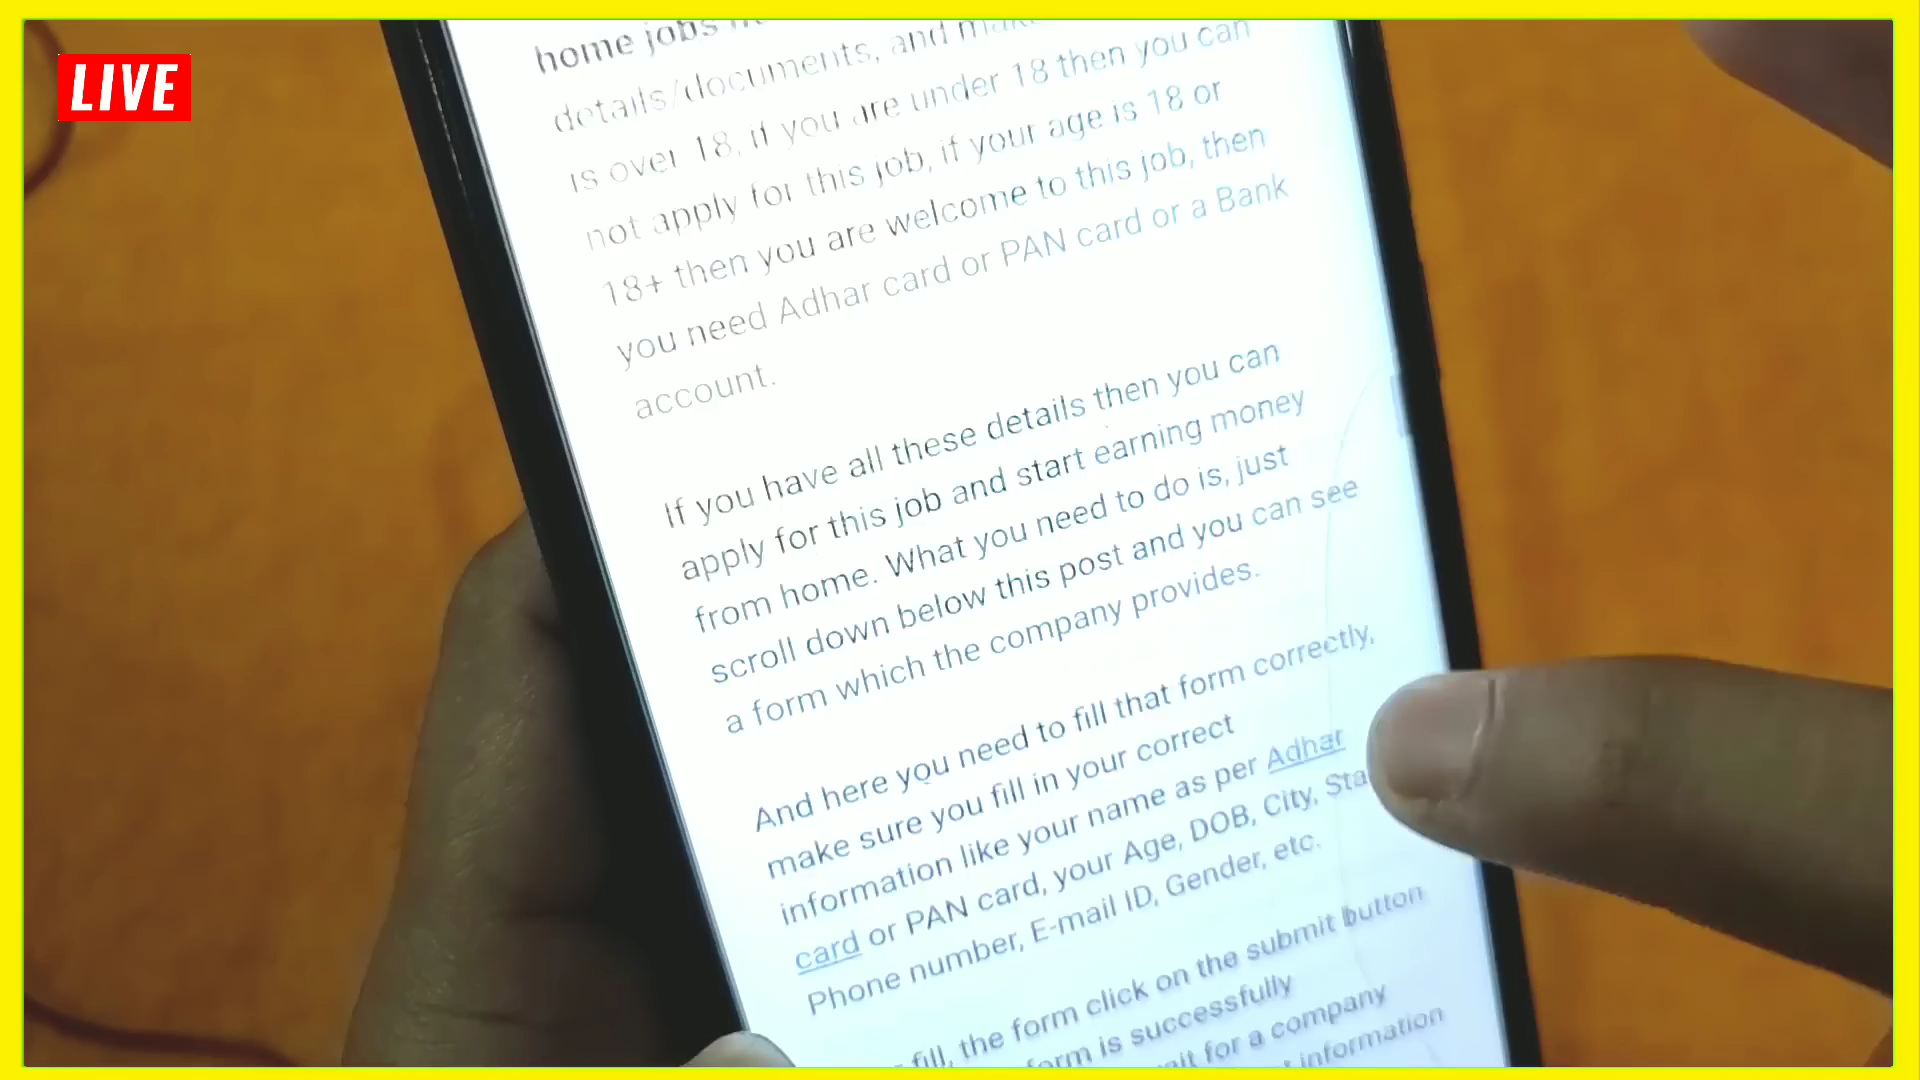 LIVE
home jobs
details/documents, and make
is over 18, if you are under 18 then you can
not apply for this job, if your age is 18 or
18+ then you are welcome to this job, then
you need Adhar card or PAN card or a Bank
account.
If you have all these details then you can
apply for this job and start earning money
from home. What you need to do is, just
scroll down below this post and you can see
a form which the company provides.
And here you need to fill that form correctly,
make sure you fill in your correct
information like your name as per Adhar
card or PAN card, your Age, DOB, City, Sta
Phone number, E-mail ID, Gender, etc.
fill, the form click on the submit button
form is successfully
wait for a company
information